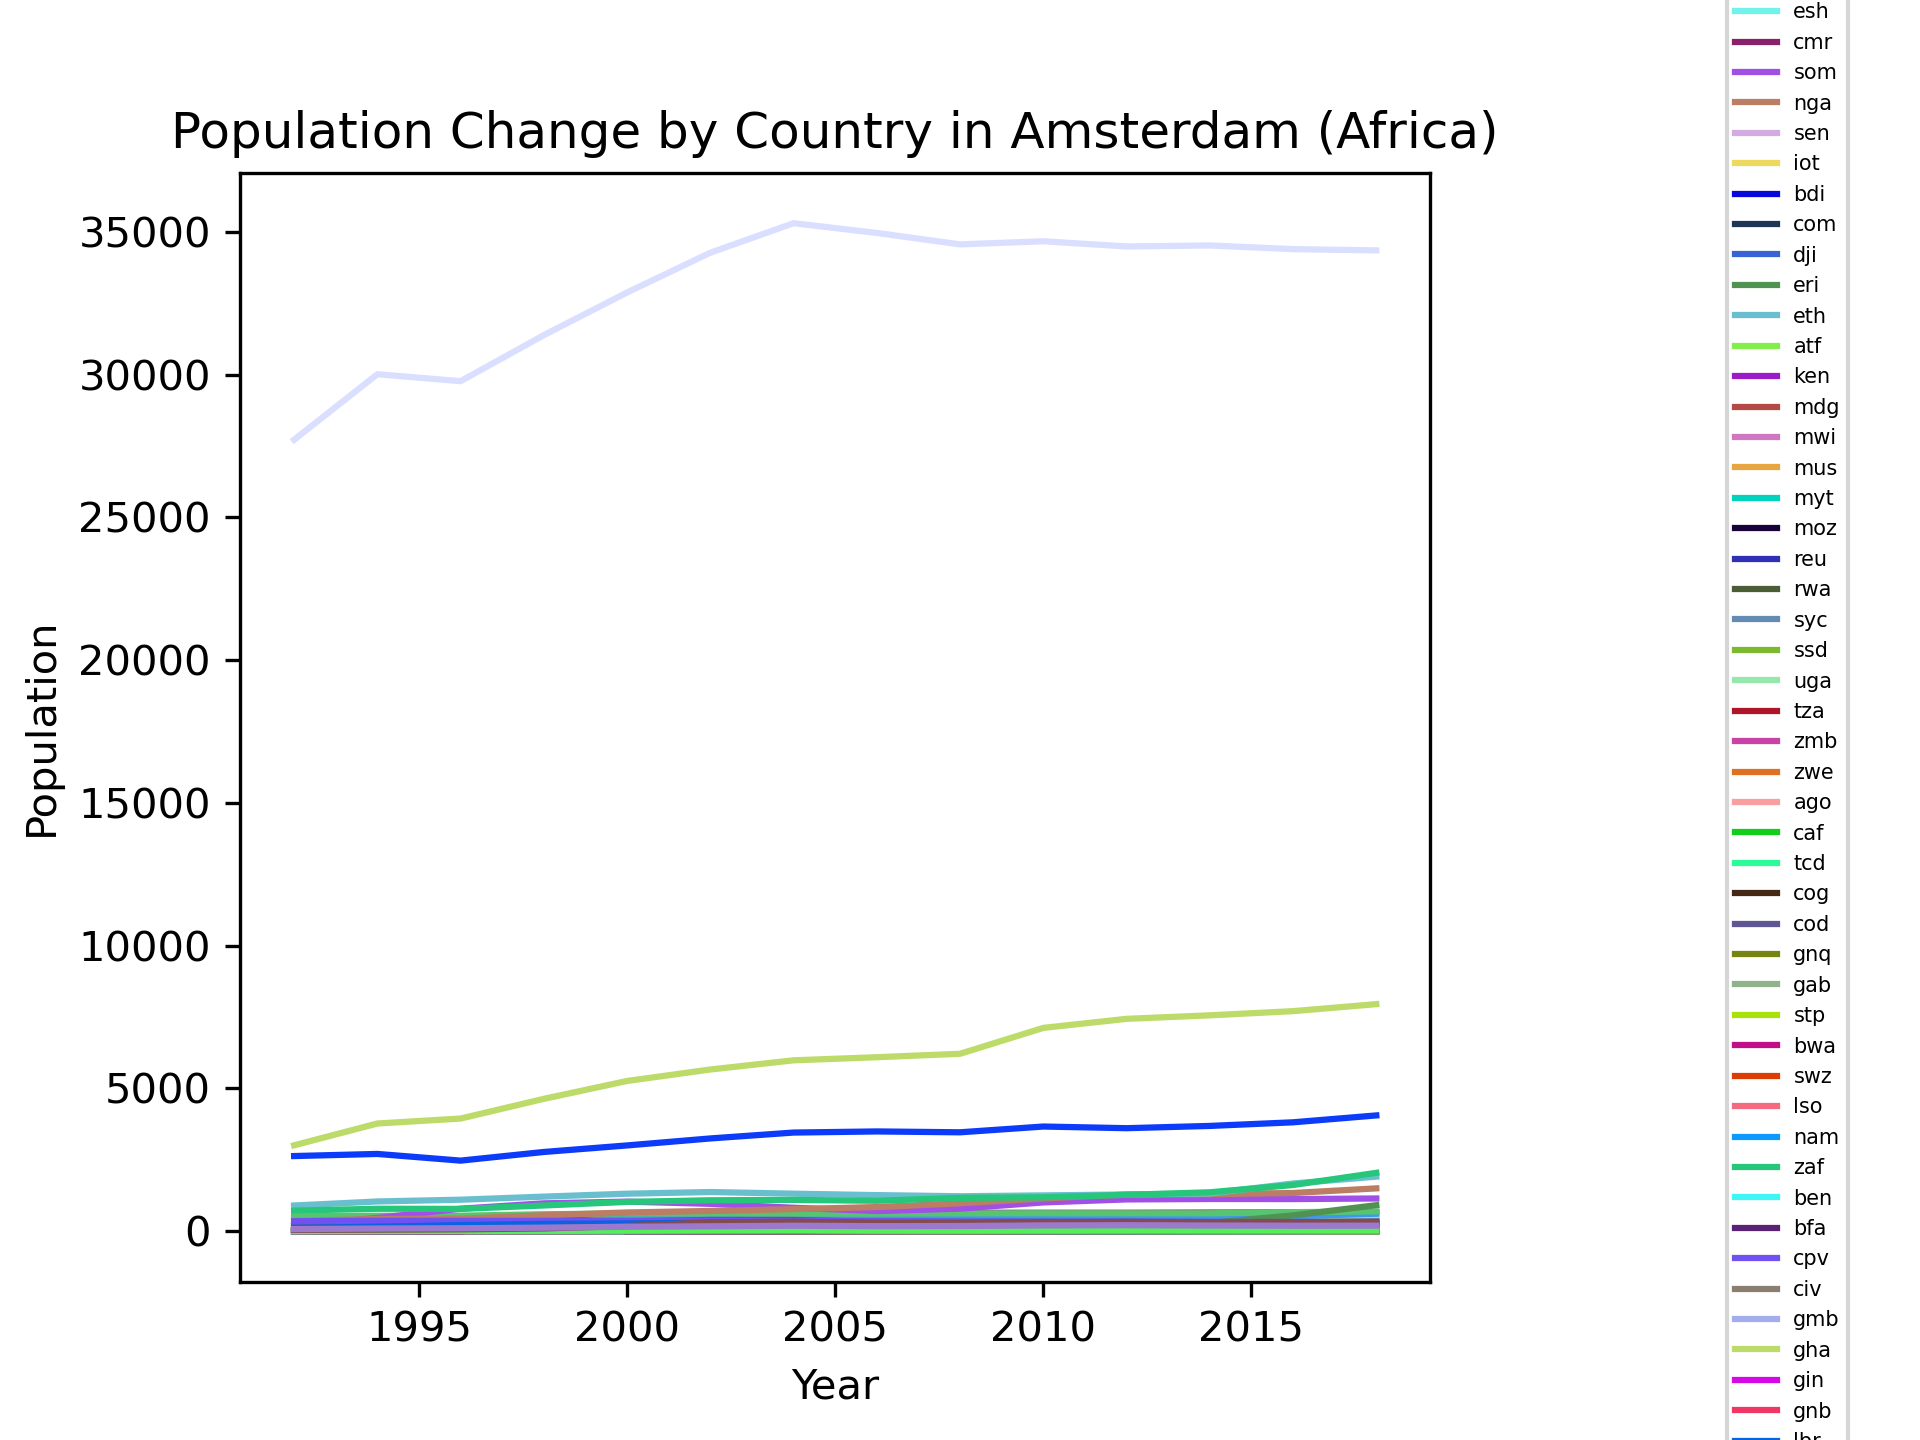 Population Change by Country in Amsterdam (Africa)
35000
30000
25000
20000
15000
10000
5000
0
Population
1995 2000 2005 2010 2015
Year
esh
cmr
som
nga
sen
iot
bdi
com
dji
eri
eth
atf
ken
mdg
mwi
mus
myt
moz
reu
rwa
syc
ssd
uga
tza
zmb
zwe
ago
caf
tcd
cog
cod
gnq
gab
stp
bwa
swz
lso
nam
zaf
ben
bfa
cpv
civ
gmb
gha
gin
gnb
lbr